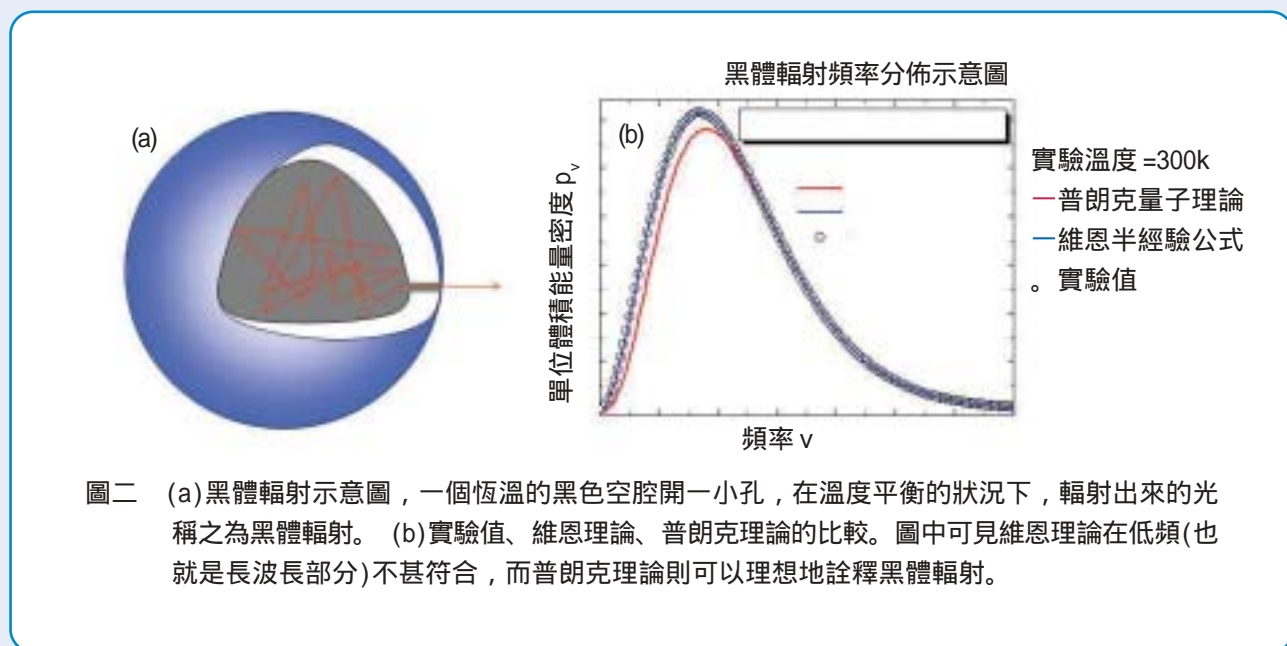 黑體輻射頻率分佈示意圖
(a)
(b)
單位體積能量密度 pᵥ
頻率 v
實驗溫度 =300k
一普朗克量子理論
一維恩半經驗公式
。實驗值
圖二 (a)黑體輻射示意圖，一個恆溫的黑色空腔開一小孔，在溫度平衡的狀況下，輻射出來的光
稱之為黑體輻射。 (b)實驗值、維恩理論、普朗克理論的比較。圖中可見維恩理論在低頻(也
就是長波長部分)不甚符合，而普朗克理論則可以理想地詮釋黑體輻射。